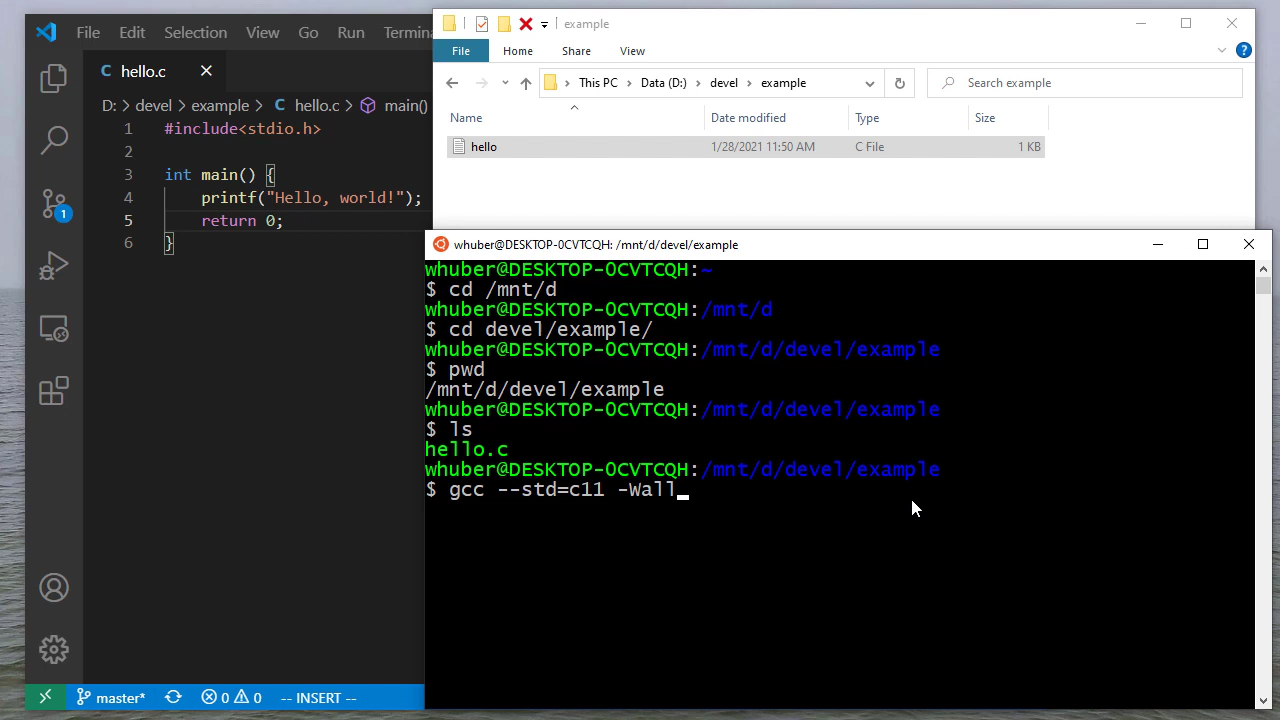 File Edit Selection View Go Run Termin
hello.c
D: > devel > example > hello.c > main()
1 #include<stdio.h>
2
3 int main() {
4 printf("Hello, world!");
5 return 0;
6 }
1
master* 0 0 -- INSERT --
example
File Home Share View
This PC > Data (D:) > devel > example
Search example
Name Date modified Type Size
hello 1/28/2021 11:50 AM C File 1 KB
whuber@DESKTOP-0CVTCQH: /mnt/d/devel/example
whuber@DESKTOP-0CVTCQH:~
$ cd /mnt/d
whuber@DESKTOP-0CVTCQH:/mnt/d
$ cd devel/example/
whuber@DESKTOP-0CVTCQH:/mnt/d/devel/example
$ pwd
/mnt/d/devel/example
whuber@DESKTOP-0CVTCQH:/mnt/d/devel/example
$ ls
hello.c
whuber@DESKTOP-0CVTCQH:/mnt/d/devel/example
$ gcc --std=c11 -Wall